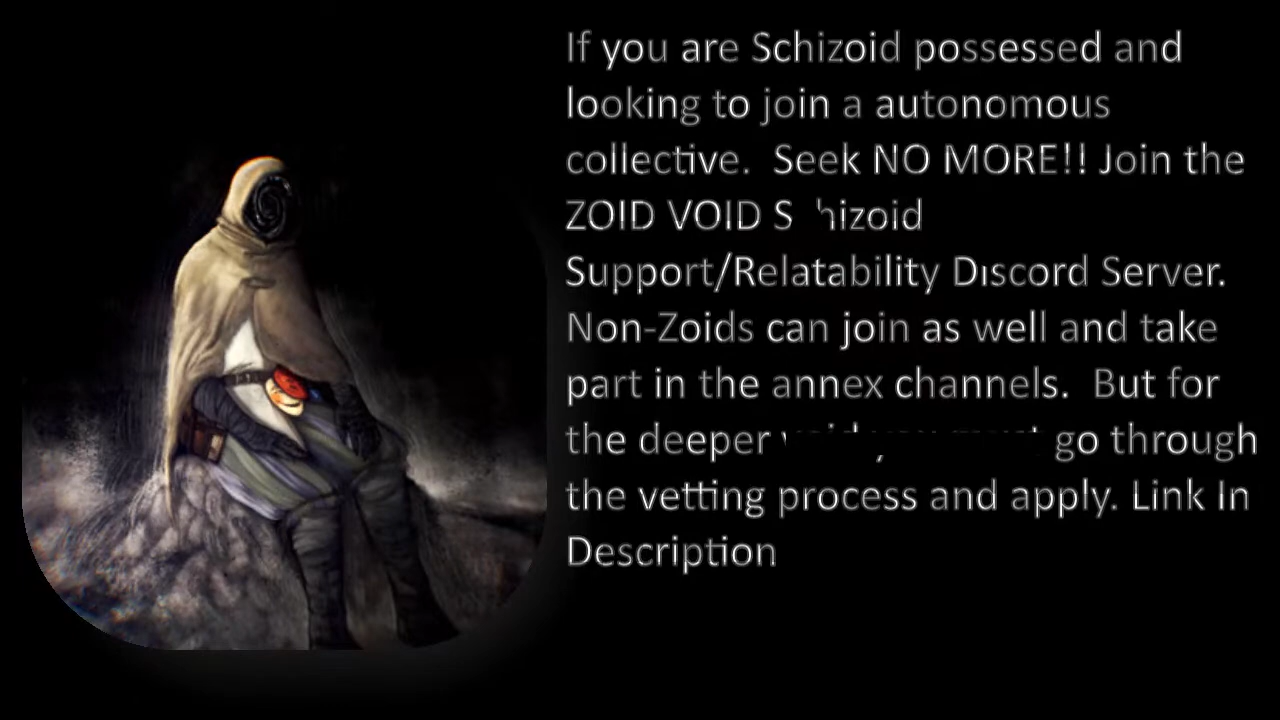 If you are Schizoid possessed and
looking to join a autonomous
collective.  Seek NO MORE!! Join the
ZOID VOID S hizoid
Support/Relatability Discord Server.
Non-Zoids can join as well and take
part in the annex channels.  But for
the deeper go through
the vetting process and apply. Link In
Description